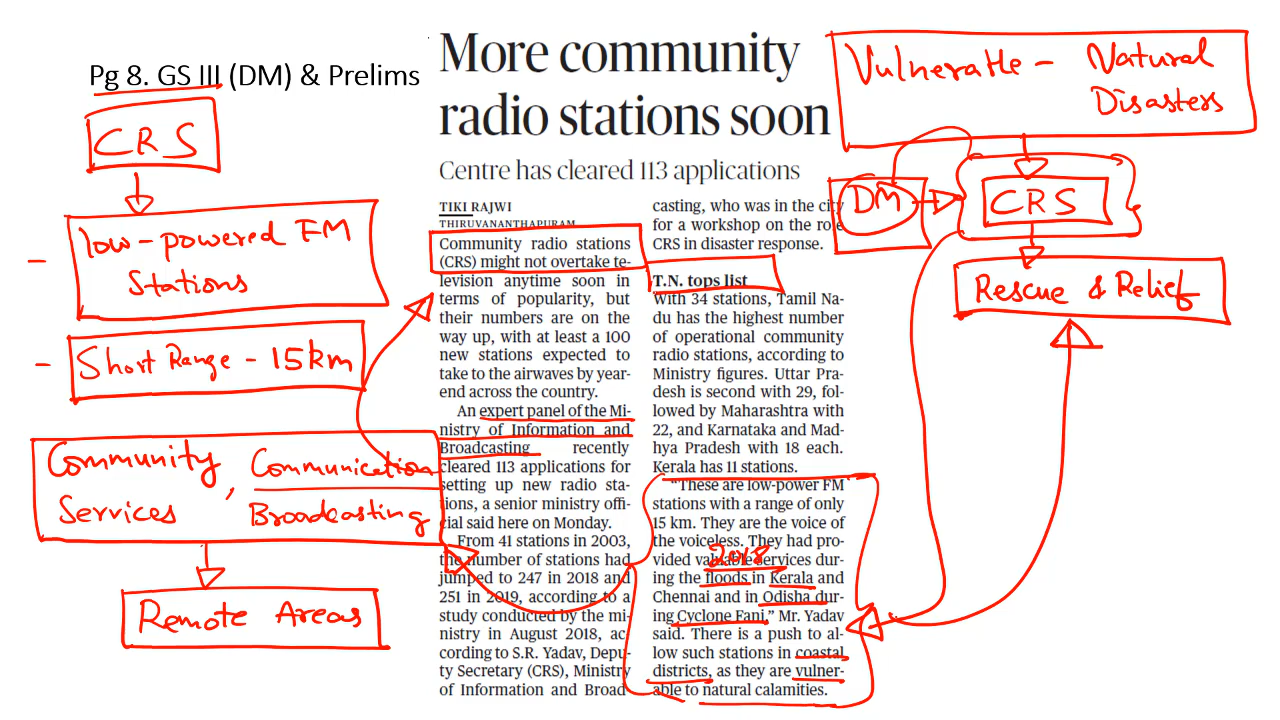 Pg 8. GS III (DM) & Prelims
CRS
- low-powered FM
Stations
- Short Range - 15km
Community
Services
, Communication
Broadcasting
Remote Areas
More community
radio stations soon
Centre has cleared 113 applications
TIKI RAJWI
THIRUVANANTHAPURAM
Community radio stations
(CRS) might not overtake te-
levision anytime soon in
terms of popularity, but
their numbers are on the
way up, with at least a 100
new stations expected to
take to the airwaves by year-
end across the country.
An expert panel of the Mi-
nistry of Information and
Broadcasting recently
cleared 113 applications for
setting up new radio sta-
tions, a senior ministry offi-
cial said here on Monday.
From 41 stations in 2003,
the number of stations had
jumped to 247 in 2018 and
251 in 2019, according to a
study conducted by the mi-
nistry in August 2018, ac-
cording to S.R. Yadav, Depu-
ty Secretary (CRS), Ministry
of Information and Broad-
casting, who was in the city
for a workshop on the role
CRS in disaster response.
T.N. tops list
With 34 stations, Tamil Na-
du has the highest number
of operational community
radio stations, according to
Ministry figures. Uttar Pra-
desh is second with 29, fol-
lowed by Maharashtra with
22, and Karnataka and Mad-
hya Pradesh with 18 each.
Kerala has 11 stations.
"These are low-power FM
stations with a range of only
15 km. They are the voice of
the voiceless. They had pro-
2018
vided valuable services dur-
ing the floods in Kerala and
Chennai and in Odisha dur-
ing Cyclone Fani," Mr. Yadav
said. There is a push to al-
low such stations in coastal
districts, as they are vulner-
able to natural calamities.
Vulnerable - Natural
Disasters
DM
CRS
Rescue & Relief